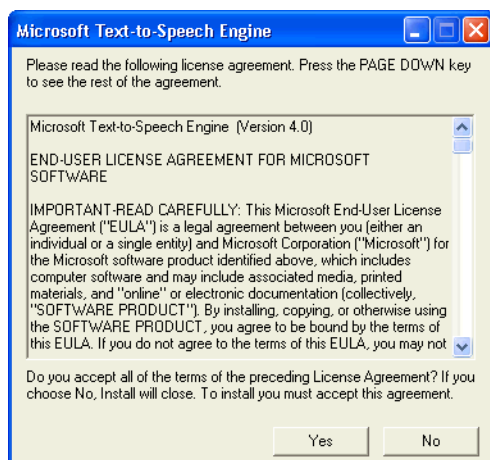 Microsoft Text-to-Speech Engine
Please read the following license agreement. Press the PAGE DOWN key
to see the rest of the agreement.
Microsoft Text-to-Speech Engine (Version 4.0)
END-USER LICENSE AGREEMENT FOR MICROSOFT
SOFTWARE
IMPORTANT-READ CAREFULLY: This Microsoft End-User License
Agreement ("EULA") is a legal agreement between you (either an
individual or a single entity) and Microsoft Corporation ("Microsoft") for
the Microsoft software product identified above, which includes
computer software and may include associated media, printed
materials, and "online" or electronic documentation (collectively,
"SOFTWARE PRODUCT"). By installing, copying, or otherwise using
the SOFTWARE PRODUCT, you agree to be bound by the terms of
this EULA. If you do not agree to the terms of this EULA, you may not
Do you accept all of the terms of the preceding License Agreement? If you
choose No, Install will close. To install you must accept this agreement.
Yes No